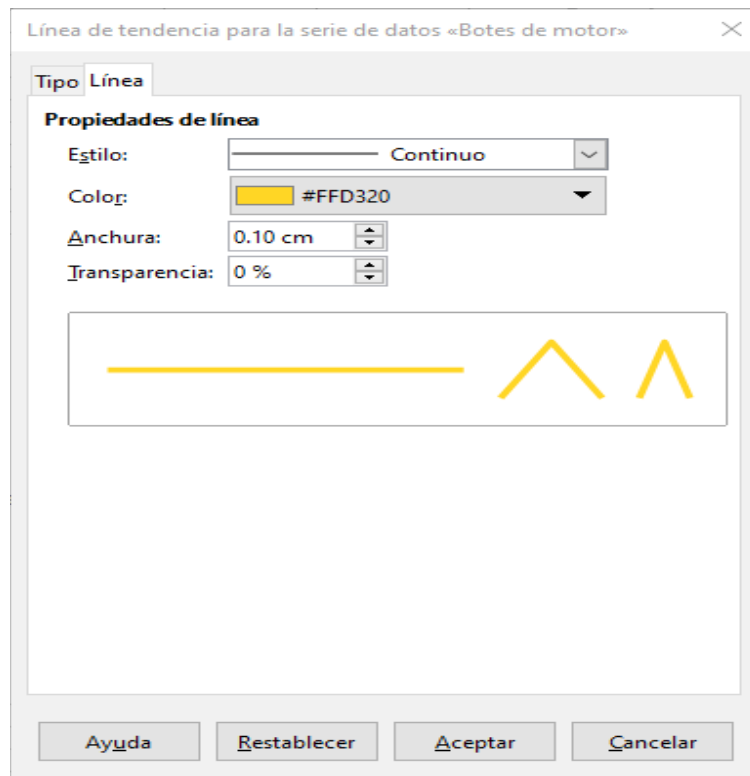 Línea de tendencia para la serie de datos «Botes de motor»
Tipo Línea
Propiedades de línea
Estilo: Continuo
Color: #FFD320
Anchura: 0.10 cm
Transparencia: 0 %
Ayuda Restablecer Aceptar Cancelar